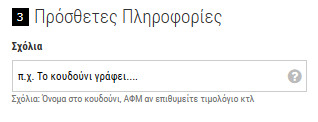 3 Πρόσθετες Πληροφορίες
Σχόλια
π.χ. Το κουδούνι γράφει.... ?
Σχόλια: Όνομα στο κουδούνι, ΑΦΜ αν επιθυμείτε τιμολόγιο κτλ